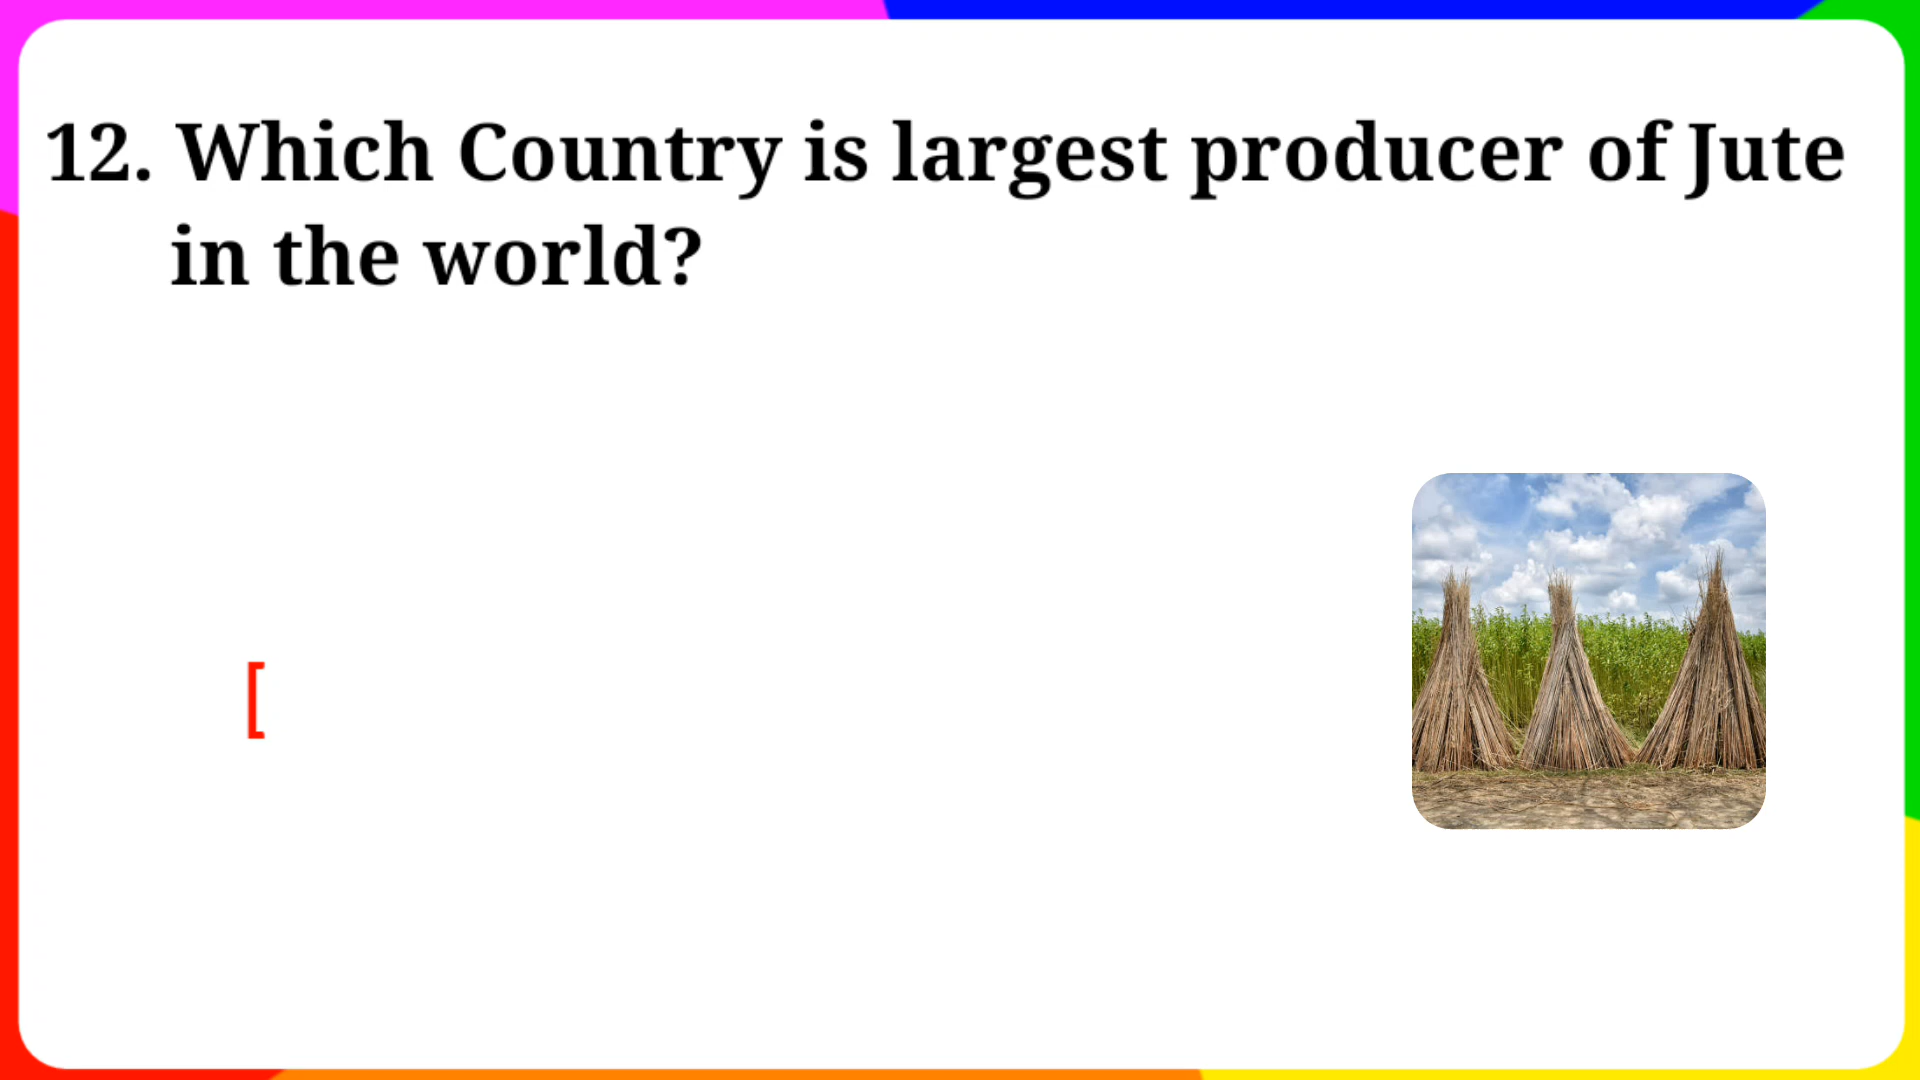 12. Which Country is largest producer of Jute
in the world?
[